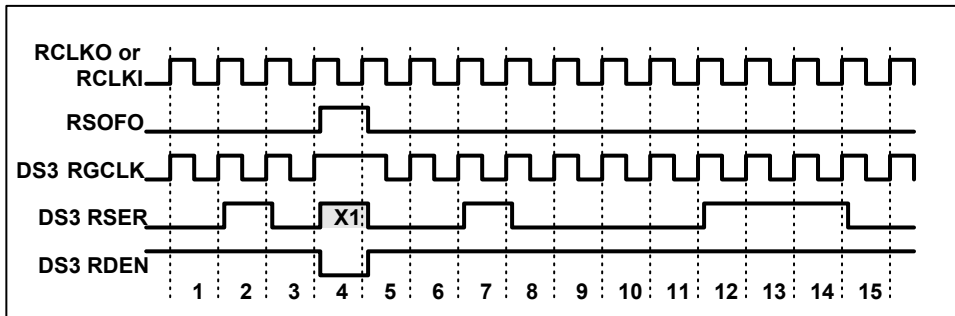 RCLKO or
RCLKI
RSOFO
DS3 RGCLK
DS3 RSER
X1
DS3 RDEN
1 2 3 4 5 6 7 8 9 10 11 12 13 14 15